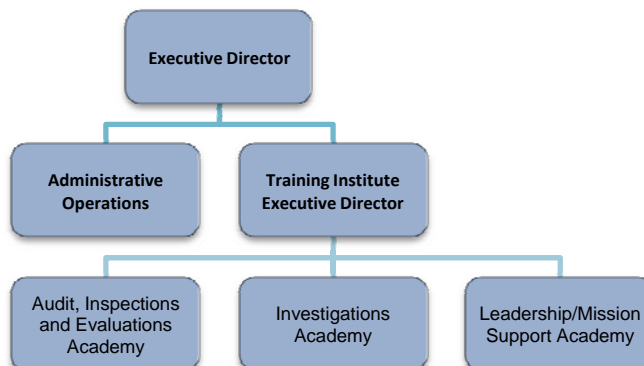 Executive Director
Administrative
Operations
Training Institute
Executive Director
Audit, Inspections
and Evaluations
Academy
Investigations
Academy
Leadership/Mission
Support Academy